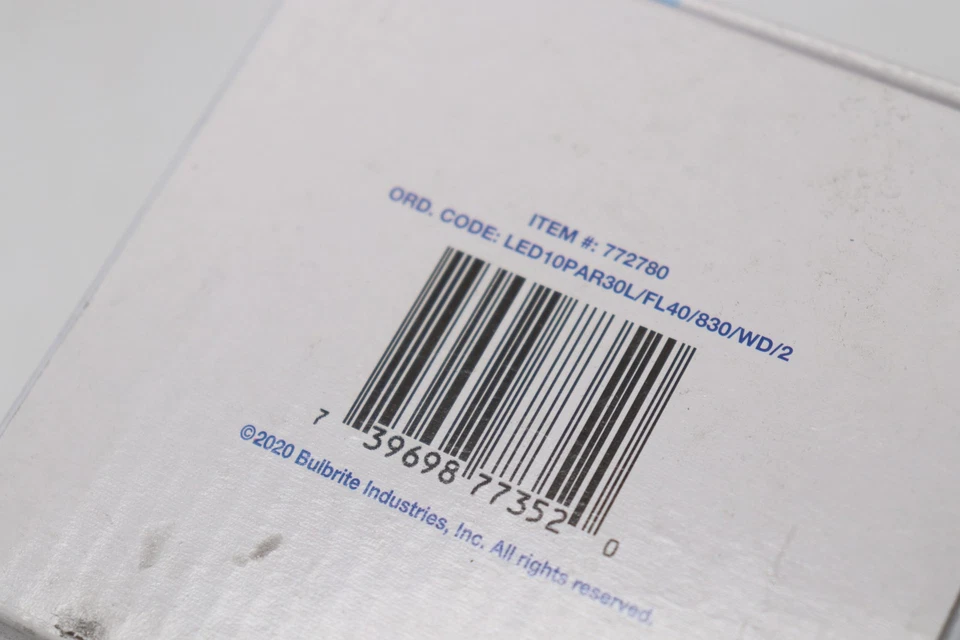 ITEM #: 772780
ORD. CODE: LED10PAR30L/FL40/830/WD/2
7 39698 77352 0
©2020 Bulbrite Industries, Inc. All rights reserved.